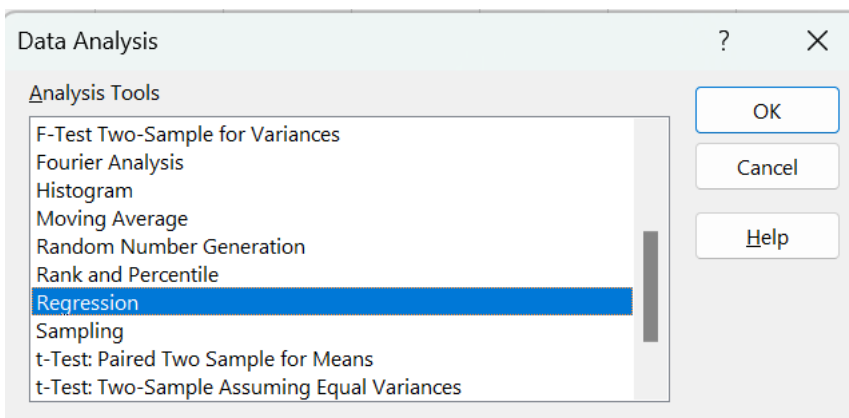 Data Analysis ? ×
Analysis Tools
F-Test Two-Sample for Variances
Fourier Analysis
Histogram
Moving Average
Random Number Generation
Rank and Percentile
Regression
Sampling
t-Test: Paired Two Sample for Means
t-Test: Two-Sample Assuming Equal Variances
OK
Cancel
Help